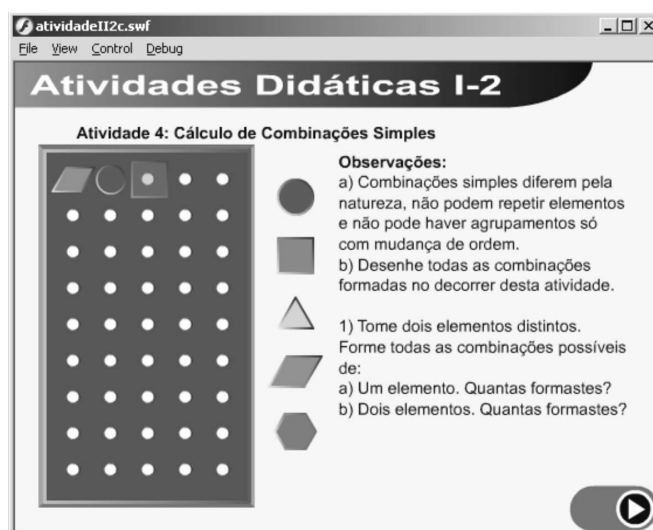 atividadeII2c.swf
File View Control Debug
Atividades Didáticas I-2
Atividade 4: Cálculo de Combinações Simples
Observações:
a) Combinações simples diferem pela
natureza, não podem repetir elementos
e não pode haver agrupamentos só
com mudança de ordem.
b) Desenhe todas as combinações
formadas no decorrer desta atividade.
1) Tome dois elementos distintos.
Forme todas as combinações possíveis
de:
a) Um elemento. Quantas formastes?
b) Dois elementos. Quantas formastes?